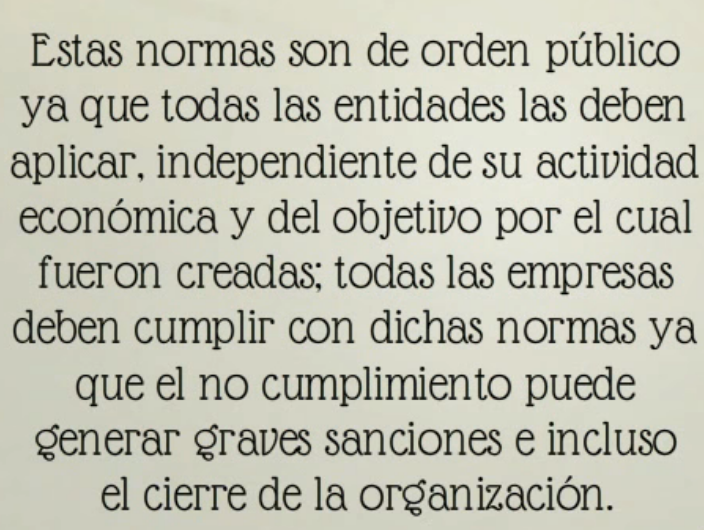 Estas normas son de orden público
ya que todas las entidades las deben
aplicar, independiente de su actividad
económica y del objetivo por el cual
fueron creadas; todas las empresas
deben cumplir con dichas normas ya
que el no cumplimiento puede
generar graves sanciones e incluso
el cierre de la organización.